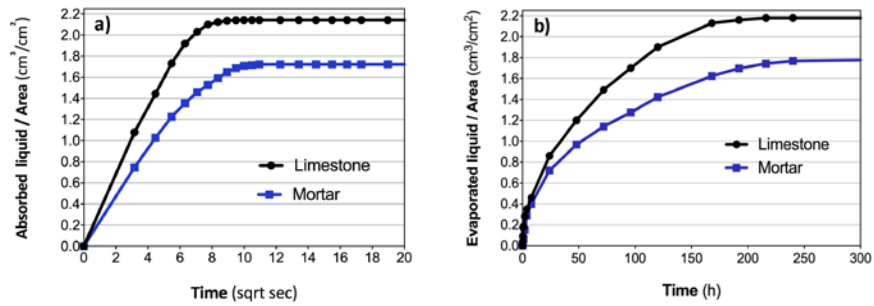 a)
Absorbed liquid / Area (cm³/cm²)
2.2
2.0
1.8
1.6
1.4
1.2
1.0
0.8
0.6
0.4
0.2
0.0
Limestone
Mortar
0 2 4 6 8 10 12 14 16 18 20
Time (sqrt sec)
b)
Evaporated liquid / Area (cm³/cm²)
2.2
2.0
1.8
1.6
1.4
1.2
1.0
0.8
0.6
0.4
0.2
0.0
Limestone
Mortar
0 50 100 150 200 250 300
Time (h)